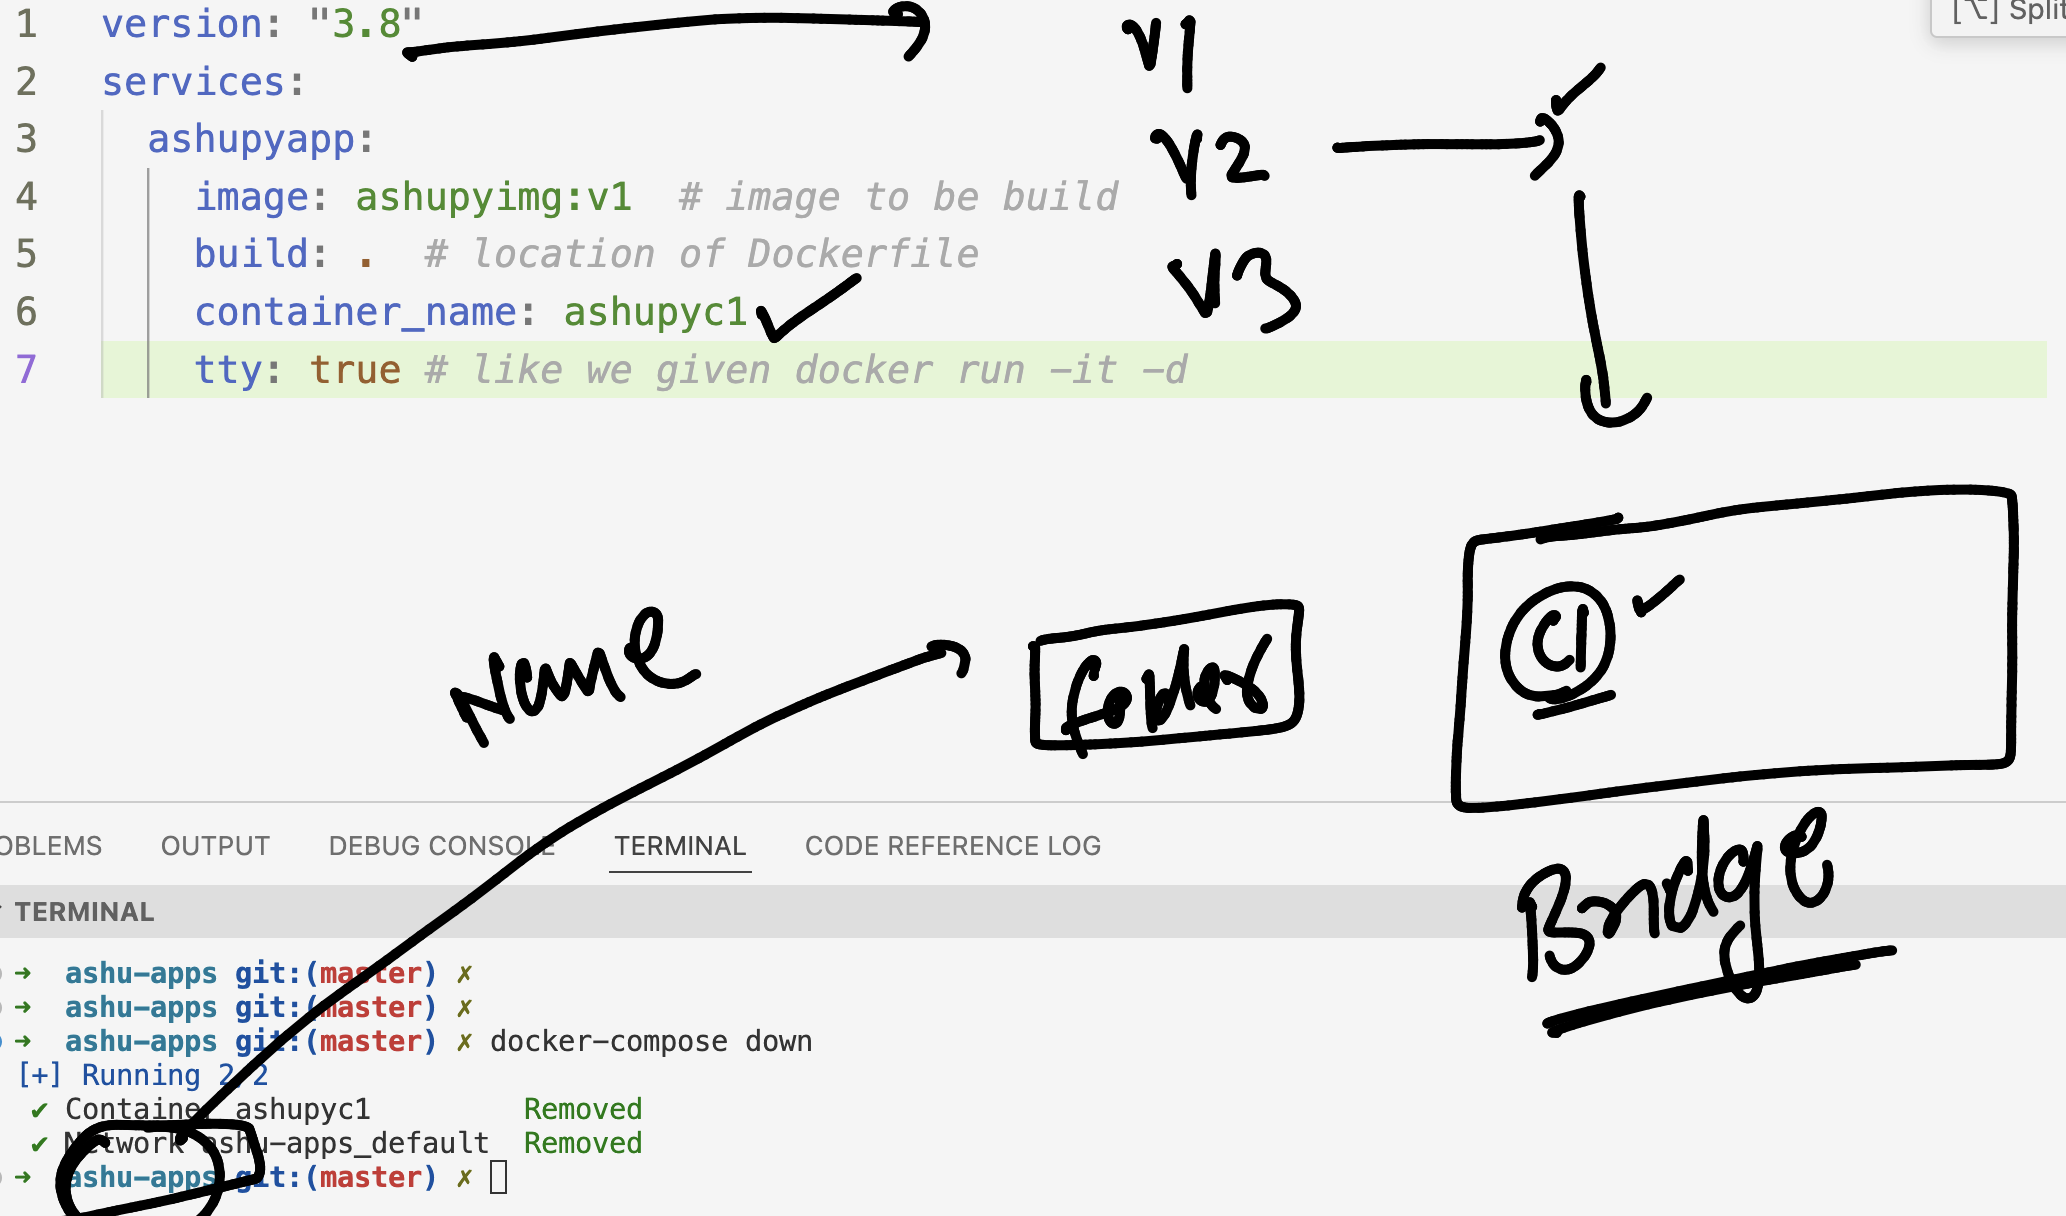 [⌥] Split
1 version: "3.8"
2 services:
3 ashupyapp:
4 image: ashupyimg:v1 # image to be build
5 build: . # location of Dockerfile
6 container_name: ashupyc1
7 tty: true # like we given docker run -it -d
v1
v2
v3
C1
Name
folder
Bridge
OBLEMS OUTPUT DEBUG CONSOLE TERMINAL CODE REFERENCE LOG
TERMINAL
➜ ashu-apps git:(master) ✗
➜ ashu-apps git:(master) ✗
➜ ashu-apps git:(master) ✗ docker-compose down
[+] Running 2/2
✔ Container ashupyc1 Removed
✔ Network ashu-apps_default Removed
➜ ashu-apps git:(master) ✗